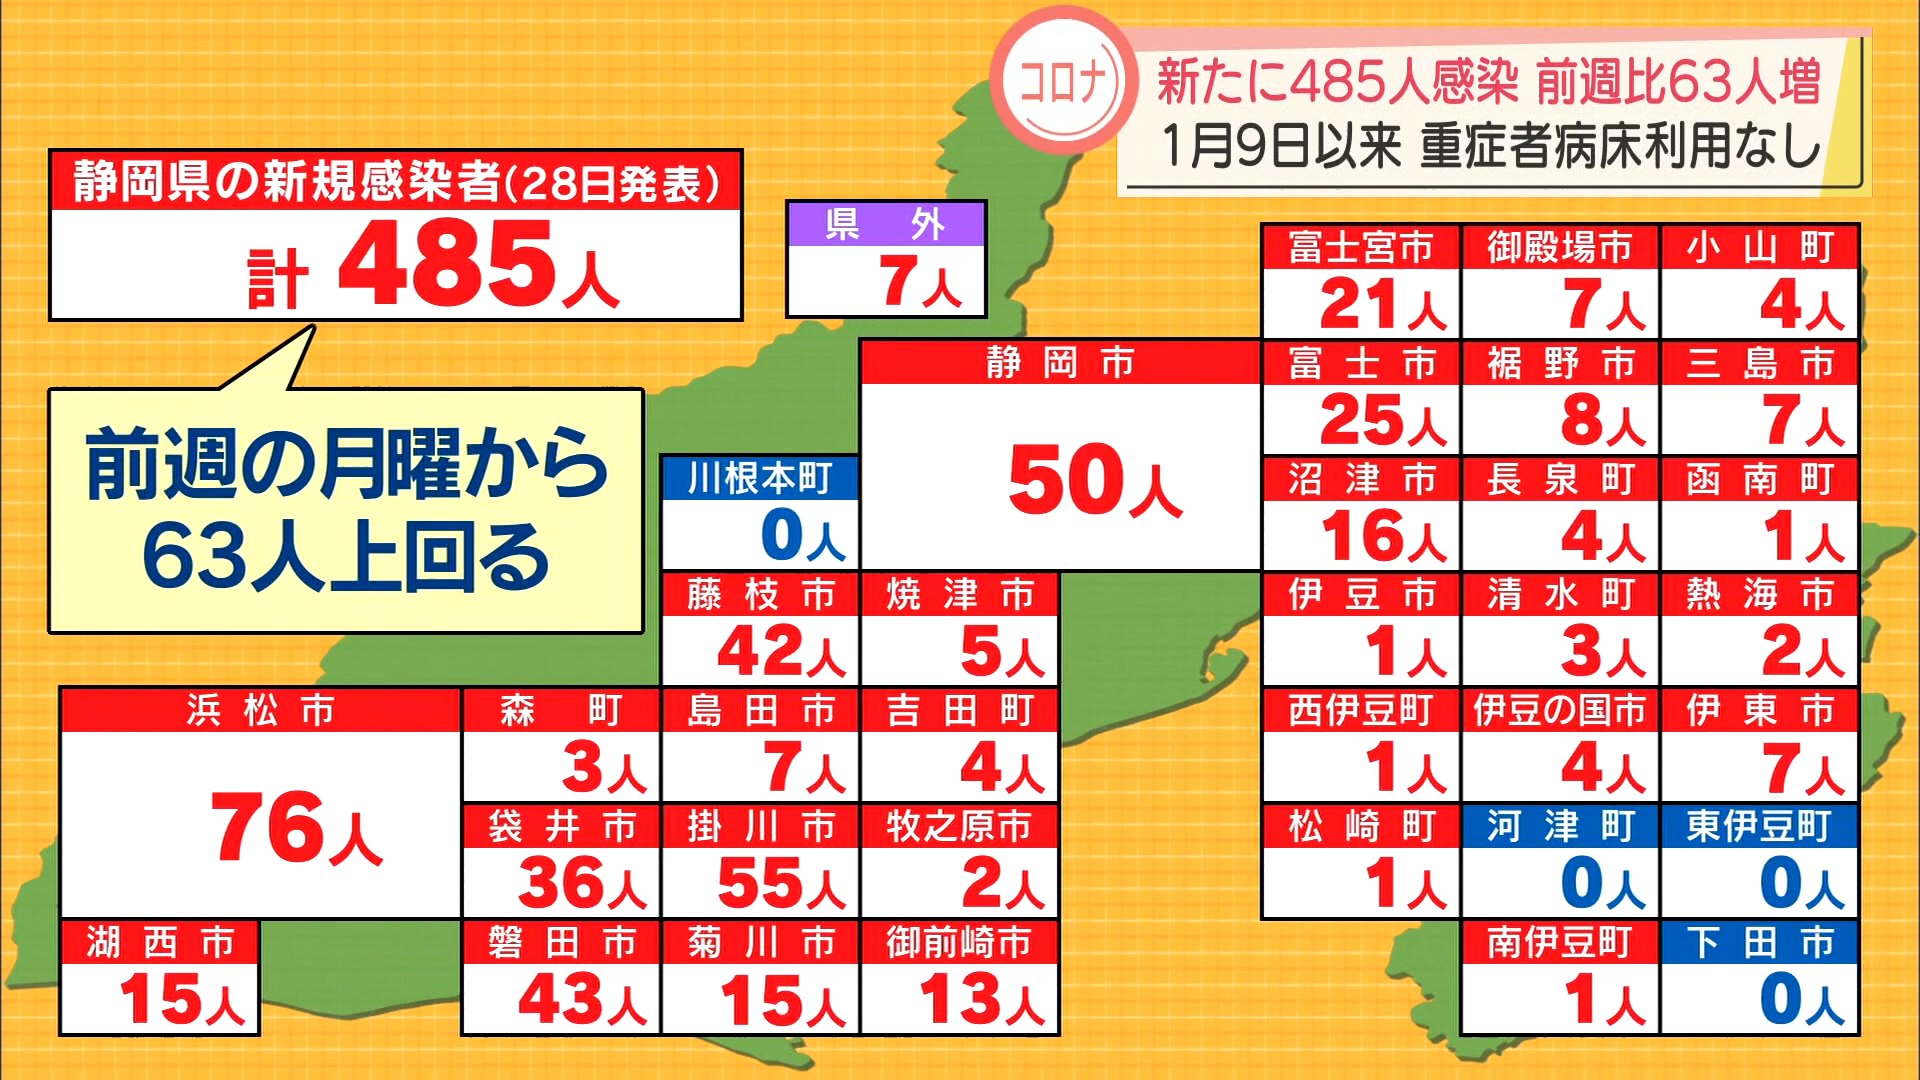 コロナ
新たに485人感染 前週比63人増
1月9日以来 重症者病床利用なし
静岡県の新規感染者(28日発表)
計 485人
前週の月曜から
63人上回る
県外
7人
富士宮市 御殿場市 小山町
21人 7人 4人
静岡市
50人
富士市 裾野市 三島市
25人 8人 7人
川根本町
0人
沼津市 長泉町 函南町
16人 4人 1人
藤枝市 焼津市
42人 5人
伊豆市 清水町 熱海市
1人 3人 2人
浜松市
76人
森町 島田市 吉田町
3人 7人 4人
西伊豆町 伊豆の国市 伊東市
1人 4人 7人
袋井市 掛川市 牧之原市
36人 55人 2人
松崎町 河津町 東伊豆町
1人 0人 0人
湖西市
15人
磐田市 菊川市 御前崎市
43人 15人 13人
南伊豆町 下田市
1人 0人